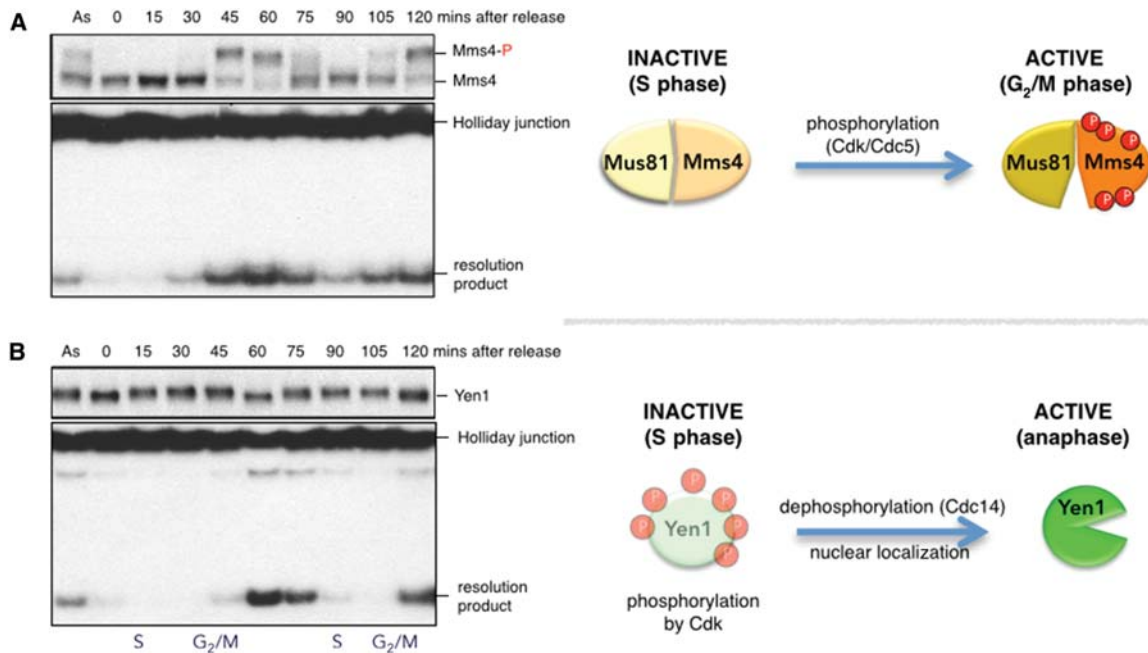 A
As 0 15 30 45 60 75 90 105 120 mins after release
Mms4-P
Mms4
Holliday junction
resolution
product
INACTIVE
(S phase)
Mus81 Mms4
phosphorylation
(Cdk/Cdc5)
ACTIVE
(G₂/M phase)
Mus81 Mms4
P P P P P
B
As 0 15 30 45 60 75 90 105 120 mins after release
Yen1
Holliday junction
resolution
product
S G₂/M S G₂/M
INACTIVE
(S phase)
P P P P P P
Yen1
phosphorylation
by Cdk
dephosphorylation (Cdc14)
nuclear localization
ACTIVE
(anaphase)
Yen1